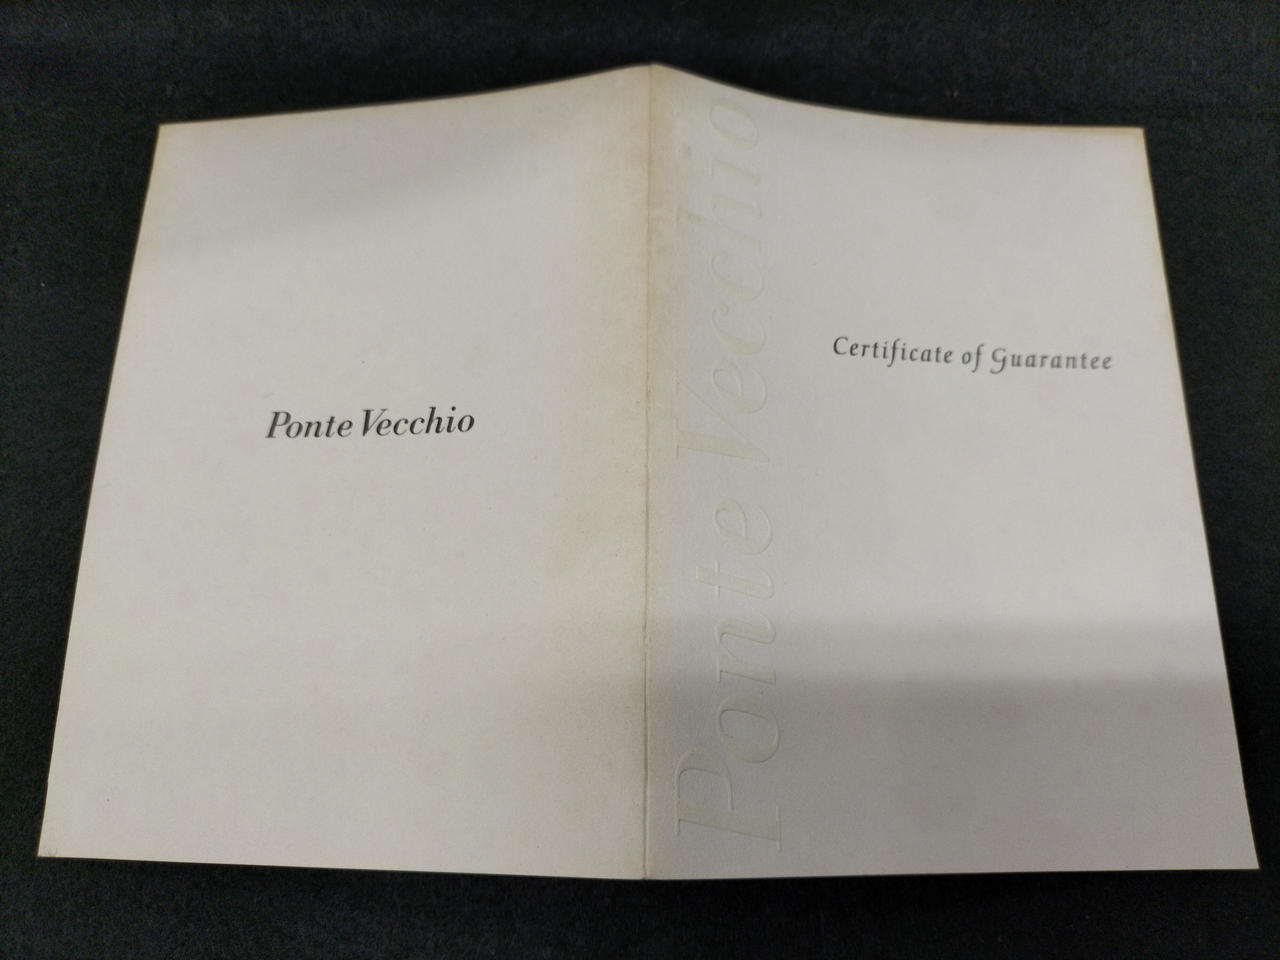 Ponte Vecchio
Ponte Vecchio
Certificate of Guarantee